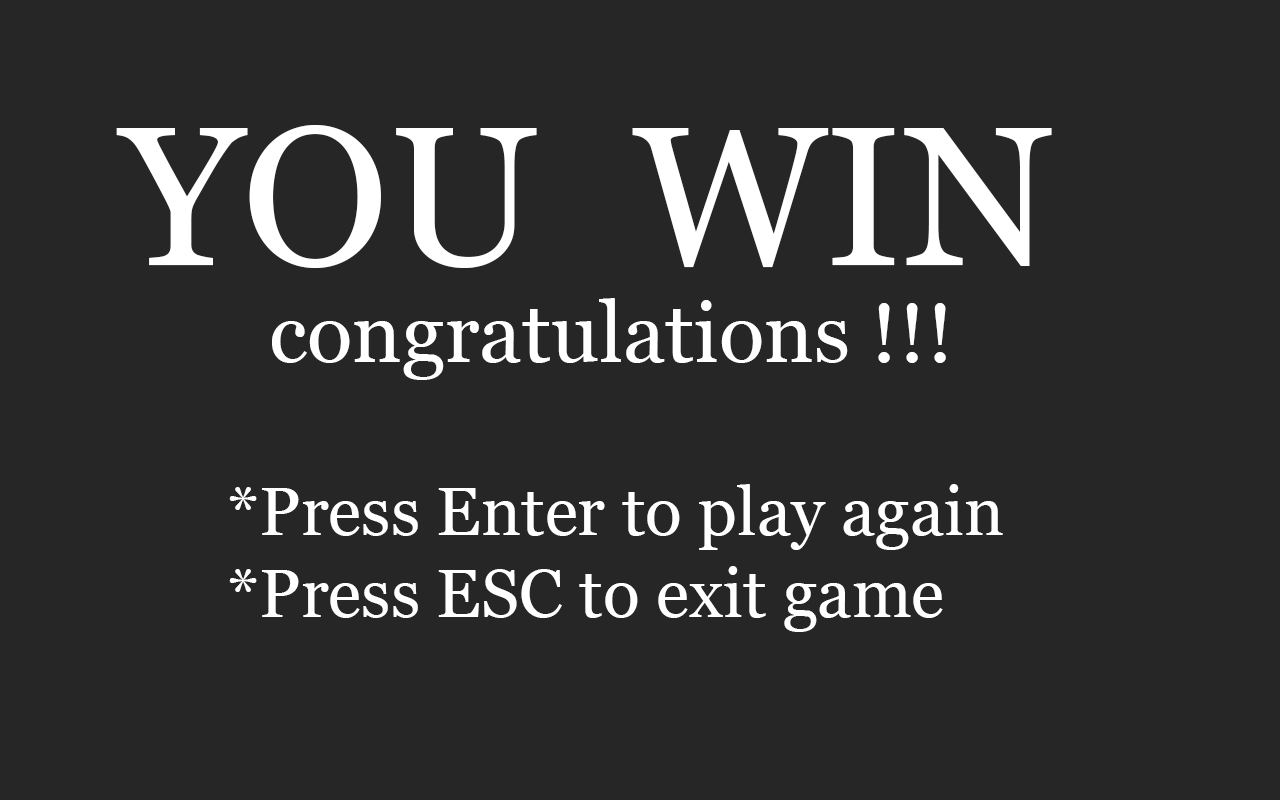 YOU WIN
congratulations !!!
*Press Enter to play again
*Press ESC to exit game